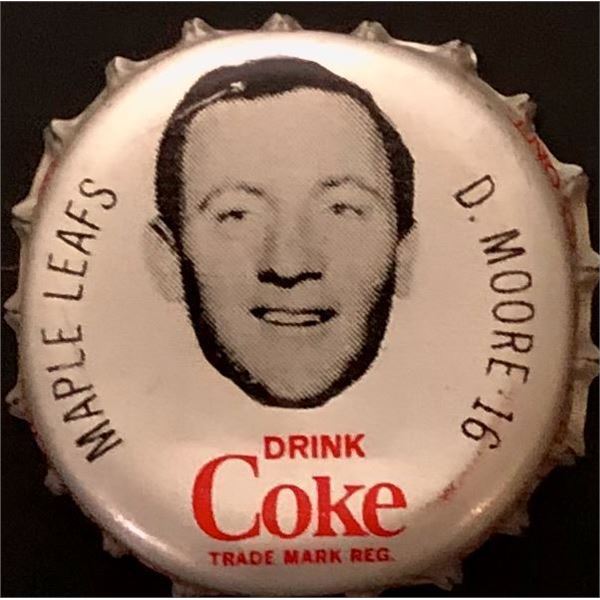 MAPLE LEAFS
D. MOORE 16
DRINK
Coke
TRADE MARK REG.